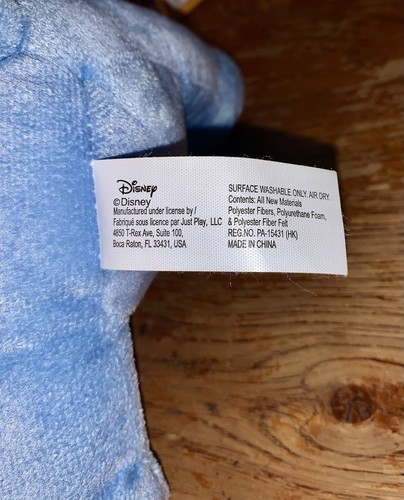 Disney
©Disney
Manufactured under license by /
Fabriqué sous licence par Just Play, LLC
4850 T-Rex Ave, Suite 100,
Boca Raton, FL 33431, USA
SURFACE WASHABLE ONLY. AIR DRY.
Contents: All New Materials
Polyester Fibers, Polyurethane Foam,
& Polyester Fiber Felt
REG.NO. PA-15431 (HK)
MADE IN CHINA